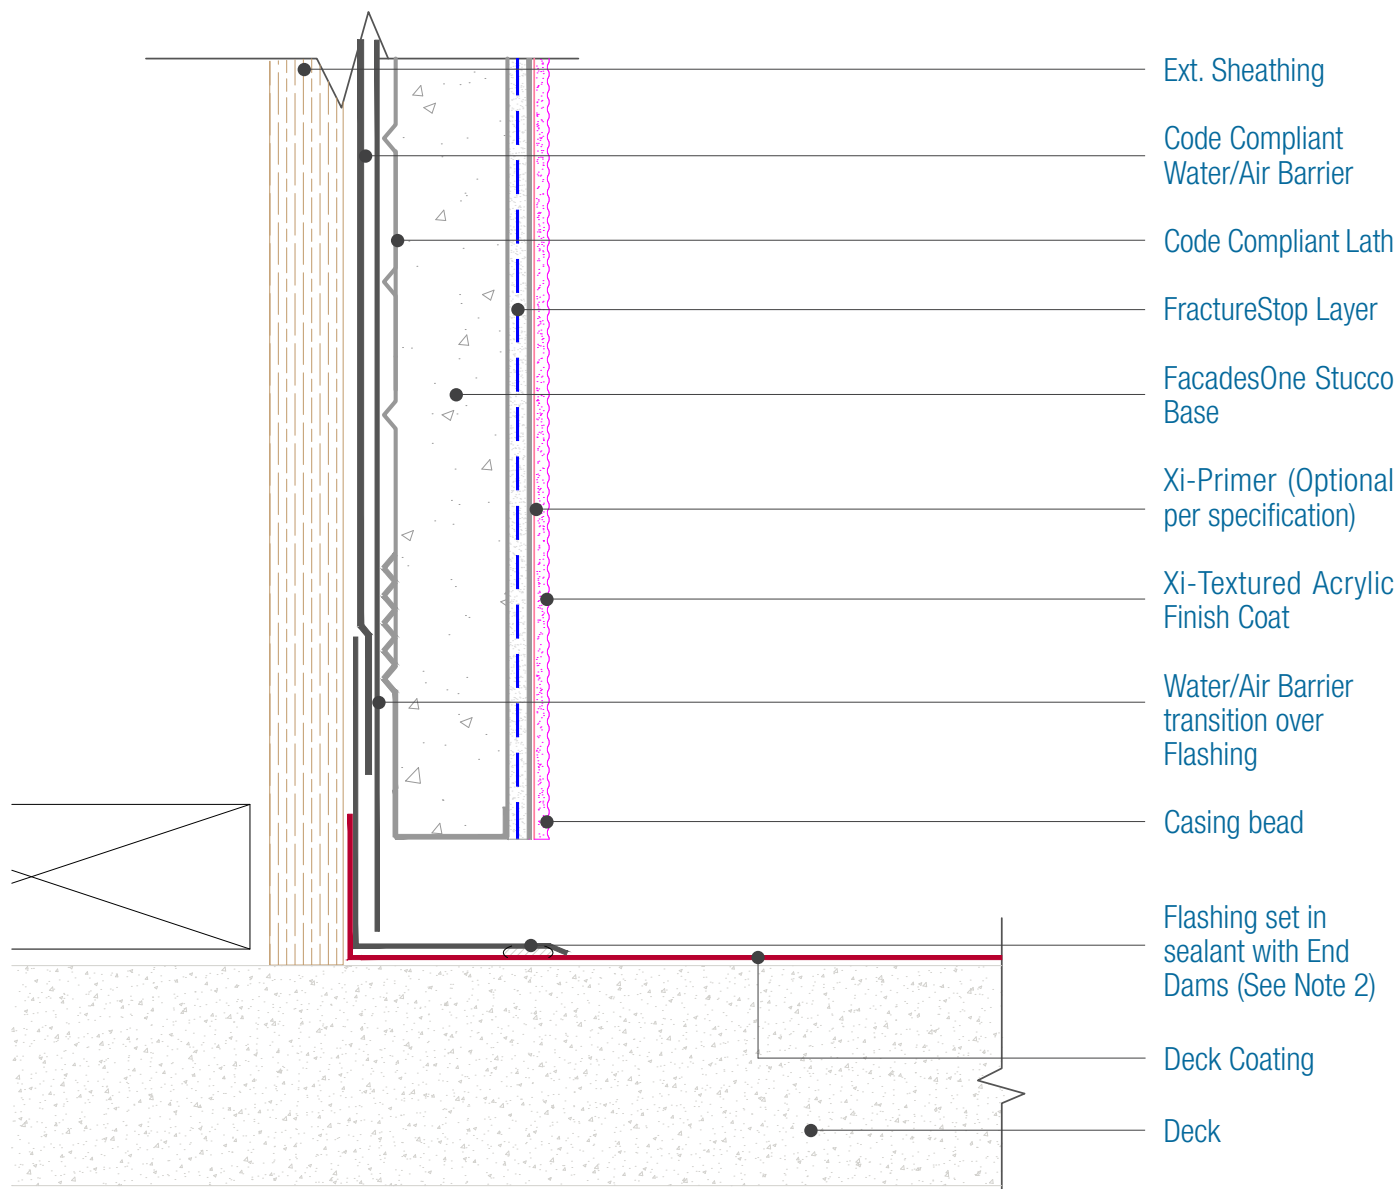 Ext. Sheathing
Code Compliant
Water/Air Barrier
Code Compliant Lath
FractureStop Layer
FacadesOne Stucco
Base
Xi-Primer (Optional
per specification)
Xi-Textured Acrylic
Finish Coat
Water/Air Barrier
transition over
Flashing
Casing bead
Flashing set in
sealant with End
Dams (See Note 2)
Deck Coating
Deck